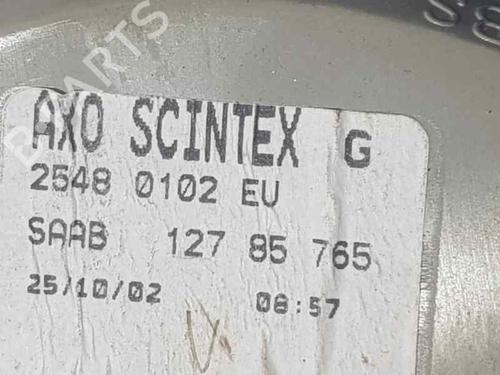 AXO SCINTEX G
2548 0102 EU
SAAB 127 85 765
25/10/02 08:57